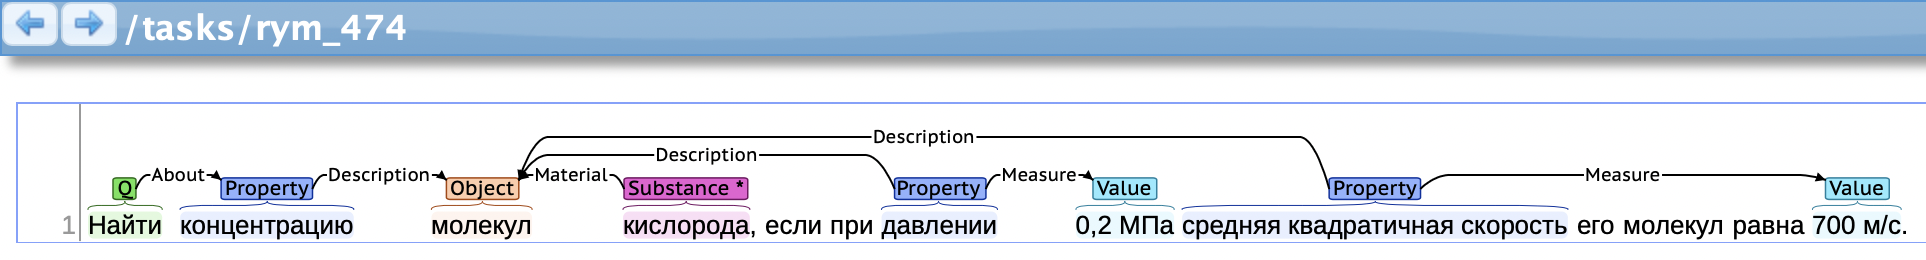 /tasks/rym_474
Description
Description
About Description Material Measure Measure
Q Property Object Substance * Property Value Property Value
1 Найти концентрацию молекул кислорода, если при давлении 0,2 МПа средняя квадратичная скорость его молекул равна 700 м/с.